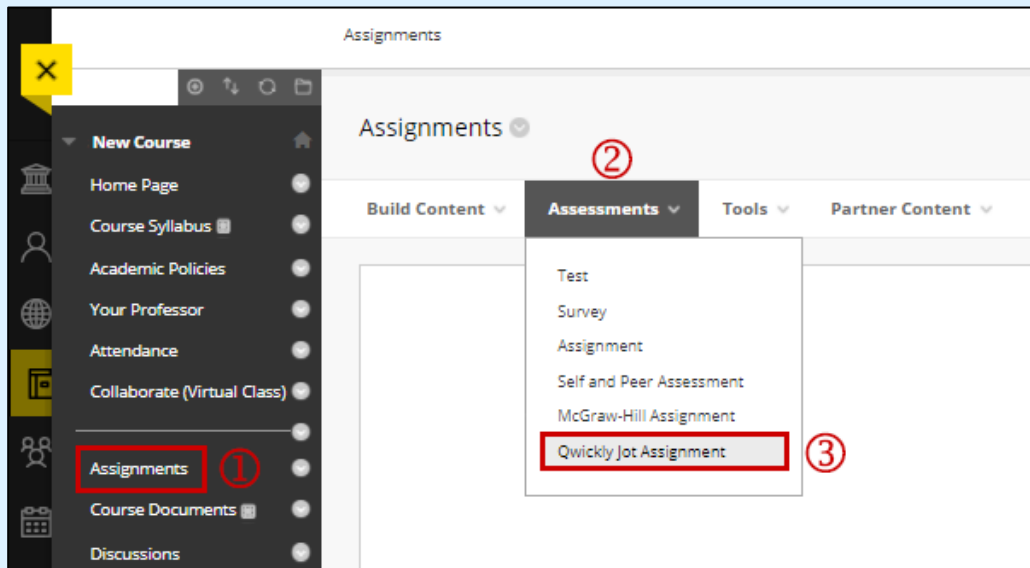 Assignments
New Course
Home Page
Course Syllabus
Academic Policies
Your Professor
Attendance
Collaborate (Virtual Class)
Assignments ①
Course Documents
Discussions
Assignments
②
Build Content Assessments Tools Partner Content
Test
Survey
Assignment
Self and Peer Assessment
McGraw-Hill Assignment
Qwickly Jot Assignment ③